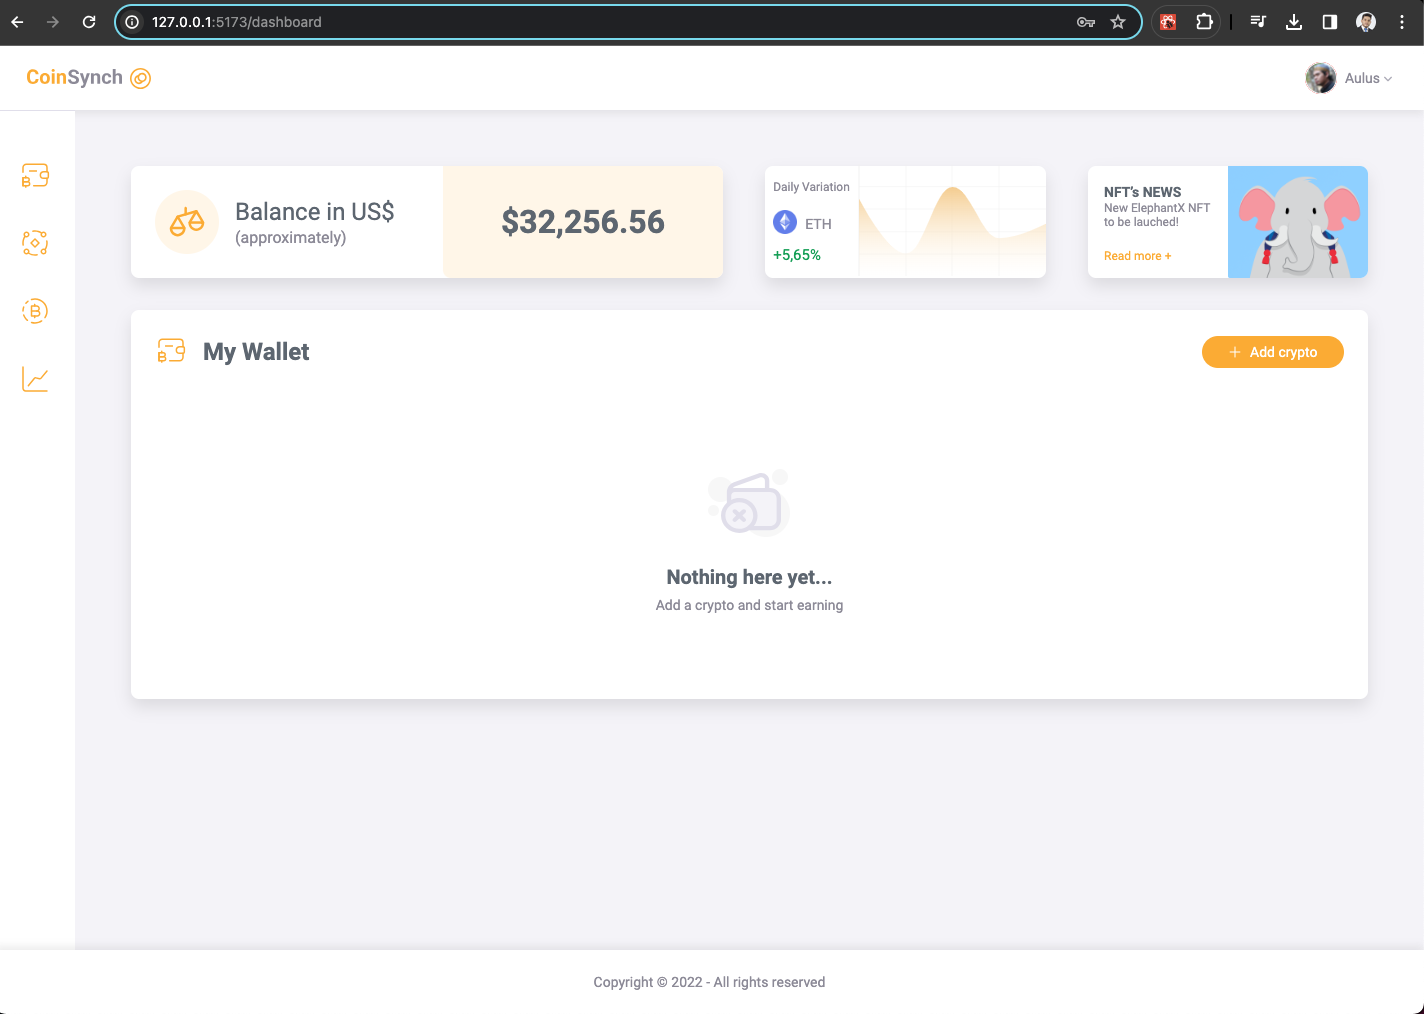 127.0.0.1:5173/dashboard
CoinSynch
Aulus
Balance in US$
(approximately)
$32,256.56
Daily Variation
ETH
+5,65%
NFT's NEWS
New ElephantX NFT
to be lauched!
Read more +
My Wallet
+ Add crypto
Nothing here yet...
Add a crypto and start earning
Copyright © 2022 - All rights reserved